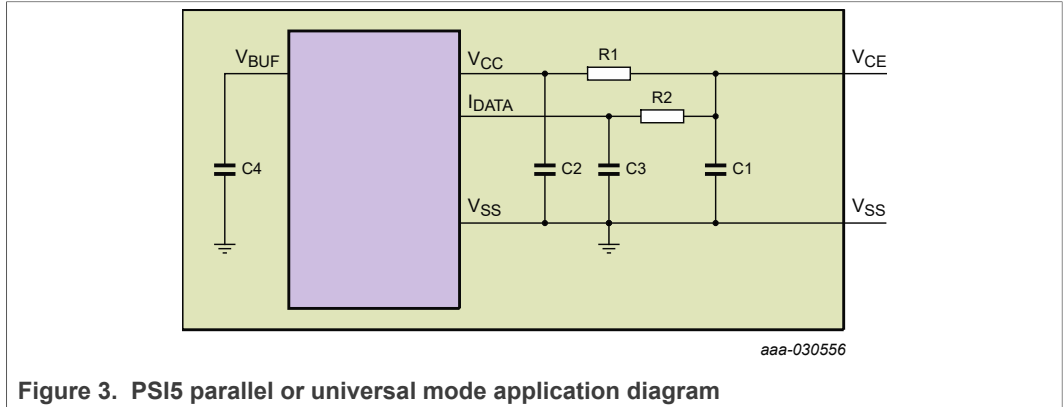 VBUF
VCC
R1
VCE
IDATA
R2
C4
C2
C3
C1
VSS
VSS
aaa-030556
Figure 3. PSI5 parallel or universal mode application diagram